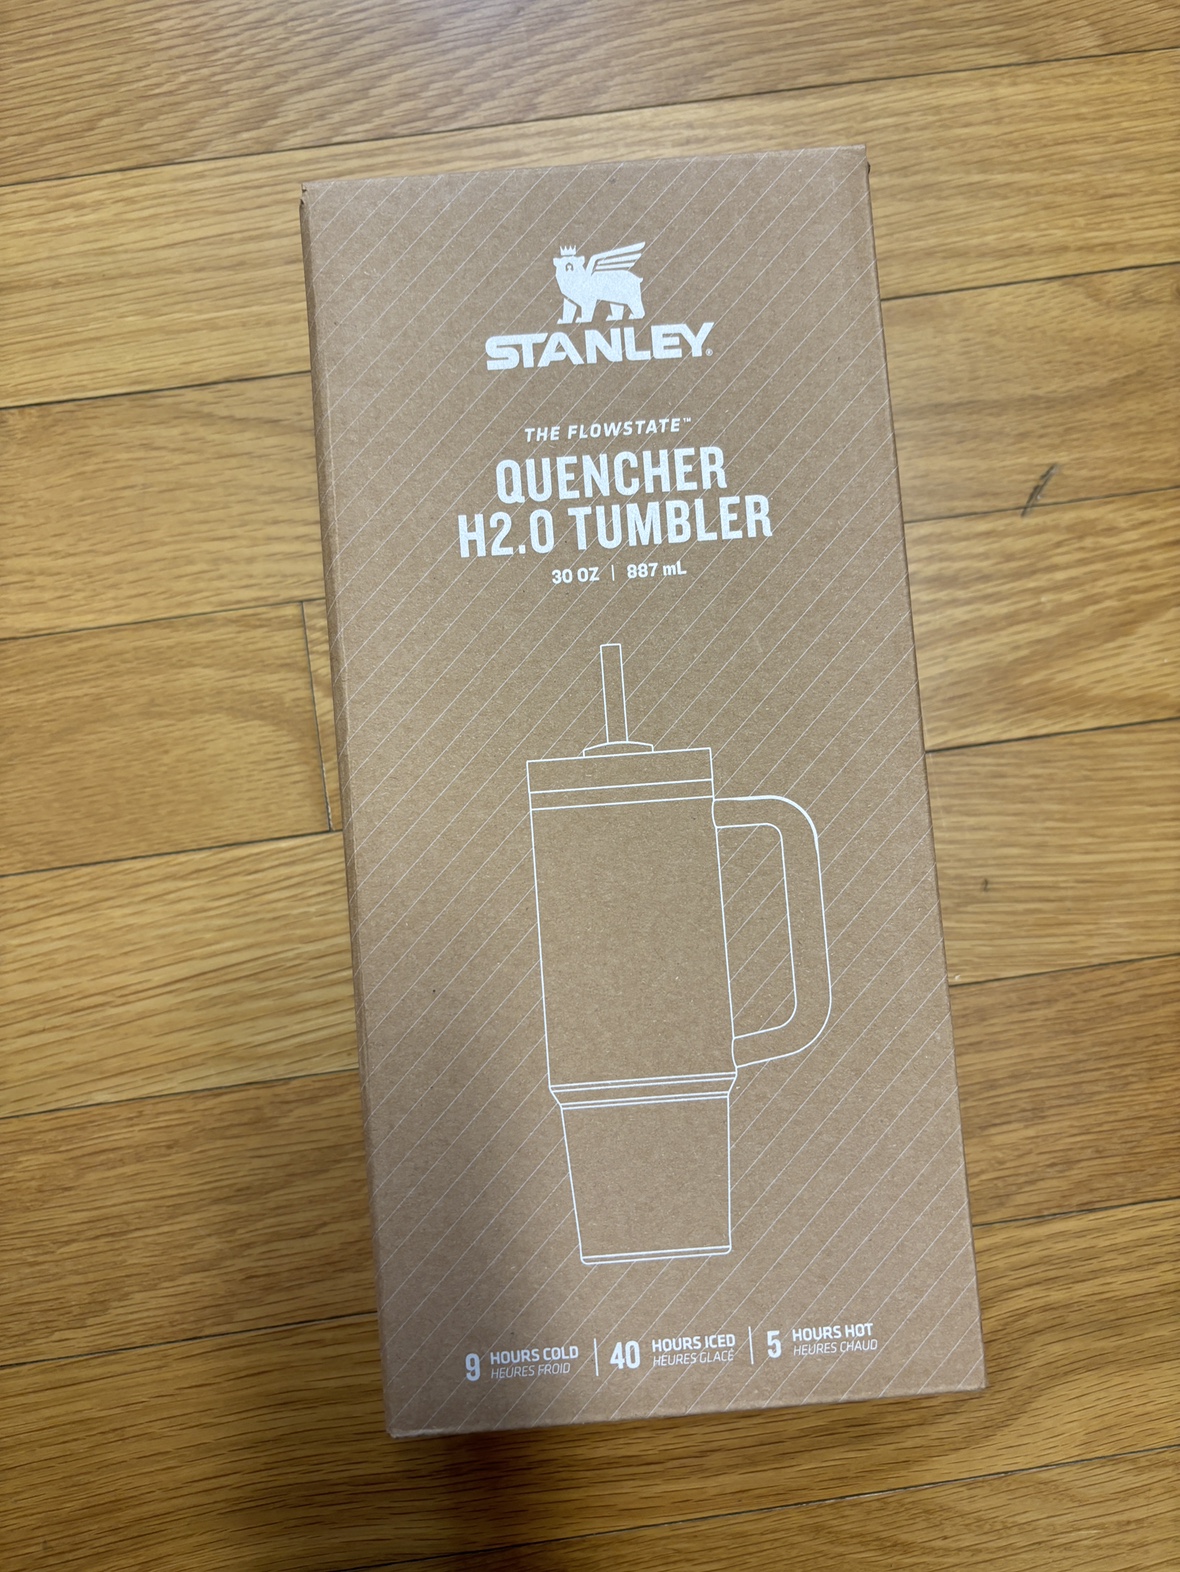 STANLEY®
THE FLOWSTATE™
QUENCHER
H2.0 TUMBLER
30 OZ | 887 mL
9 HOURS COLD
HEURES FROID
40 HOURS ICED
HEURES GLACÉ
5 HOURS HOT
HEURES CHAUD